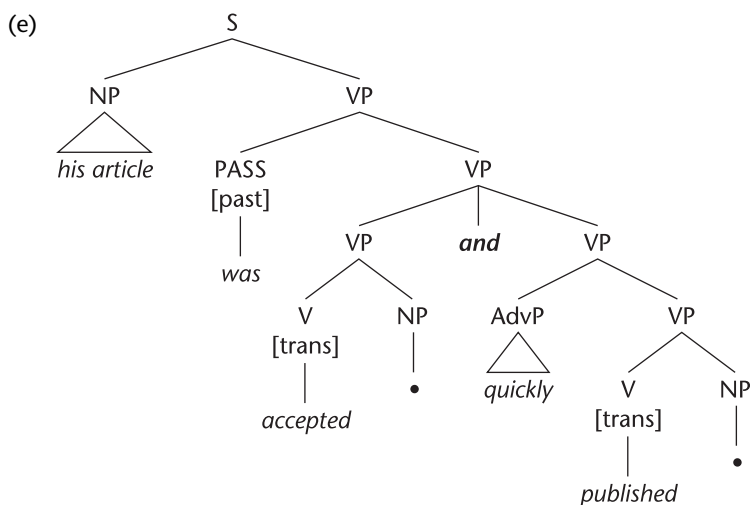 (e) S
NP VP
his article PASS VP
[past]
VP and VP
was
V NP AdvP VP
[trans]
• quickly V NP
accepted [trans]
•
published